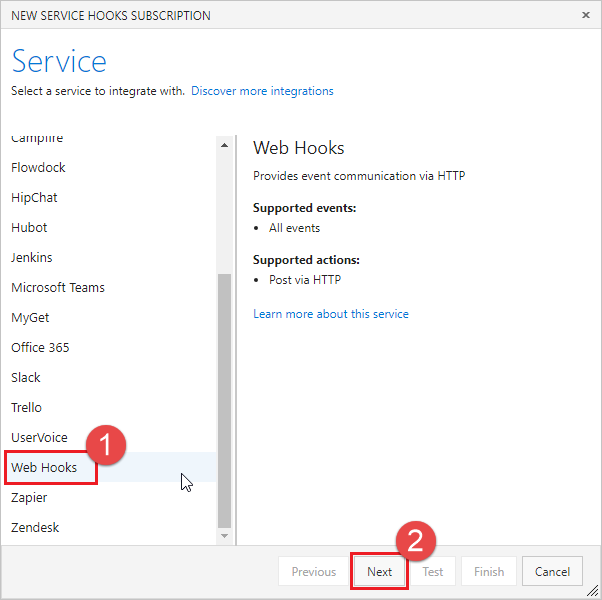 NEW SERVICE HOOKS SUBSCRIPTION
Service
Select a service to integrate with. Discover more integrations
Campfire
Flowdock
HipChat
Hubot
Jenkins
Microsoft Teams
MyGet
Office 365
Slack
Trello
UserVoice
Web Hooks
Zapier
Zendesk
1
Web Hooks
Provides event communication via HTTP
Supported events:
• All events
Supported actions:
• Post via HTTP
Learn more about this service
2
Previous Next Test Finish Cancel